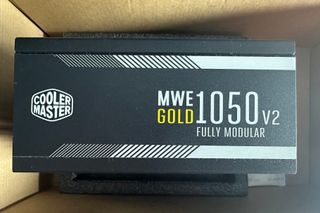 COOLER
MASTER
MWE
GOLD 1050 V2
FULLY MODULAR